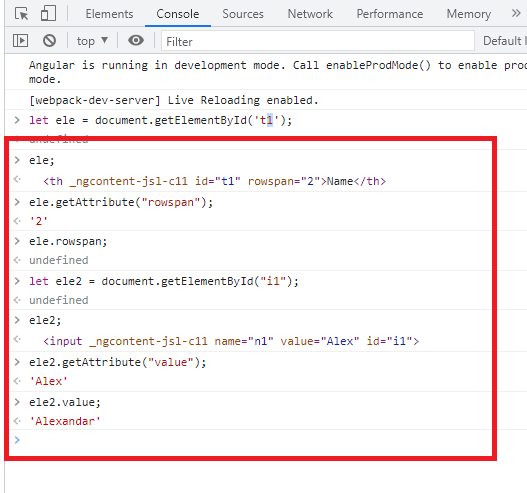 Elements Console Sources Network Performance Memory »
top ▾ Filter Default l
Angular is running in development mode. Call enableProdMode() to enable prod
mode.
[webpack-dev-server] Live Reloading enabled.
> let ele = document.getElementById('t1');
undefined
> ele;
<th _ngcontent-jsl-c11 id="t1" rowspan="2">Name</th>
> ele.getAttribute("rowspan");
'2'
> ele.rowspan;
undefined
> let ele2 = document.getElementById("i1");
undefined
> ele2;
<input _ngcontent-jsl-c11 name="n1" value="Alex" id="i1">
> ele2.getAttribute("value");
'Alex'
> ele2.value;
'Alexandar'
>